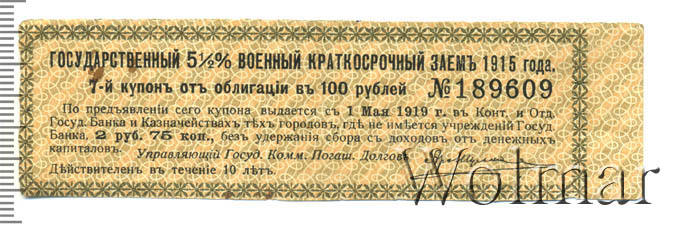 ГОСУДАРСТВЕННЫЙ 5½% ВОЕННЫЙ КРАТКОСРОЧНЫЙ ЗАЕМЪ 1915 года.
7-й купонъ отъ облигаціи въ 100 рублей № 189609
По предъявленіи сего купона выдается съ 1 Мая 1919 г. въ Конт. и Отд.
Госуд. Банка и Казначействахъ тѣхъ городовъ, гдѣ не имѣется учрежденій Госуд.
Банка, 2 руб. 75 коп., безъ удержанія сбора съ доходовъ отъ денежныхъ
капиталовъ. Управляющій Госуд. Комм. Погаш. Долговъ
Дѣйствителенъ въ теченіе 10 лѣтъ.
Wolmar